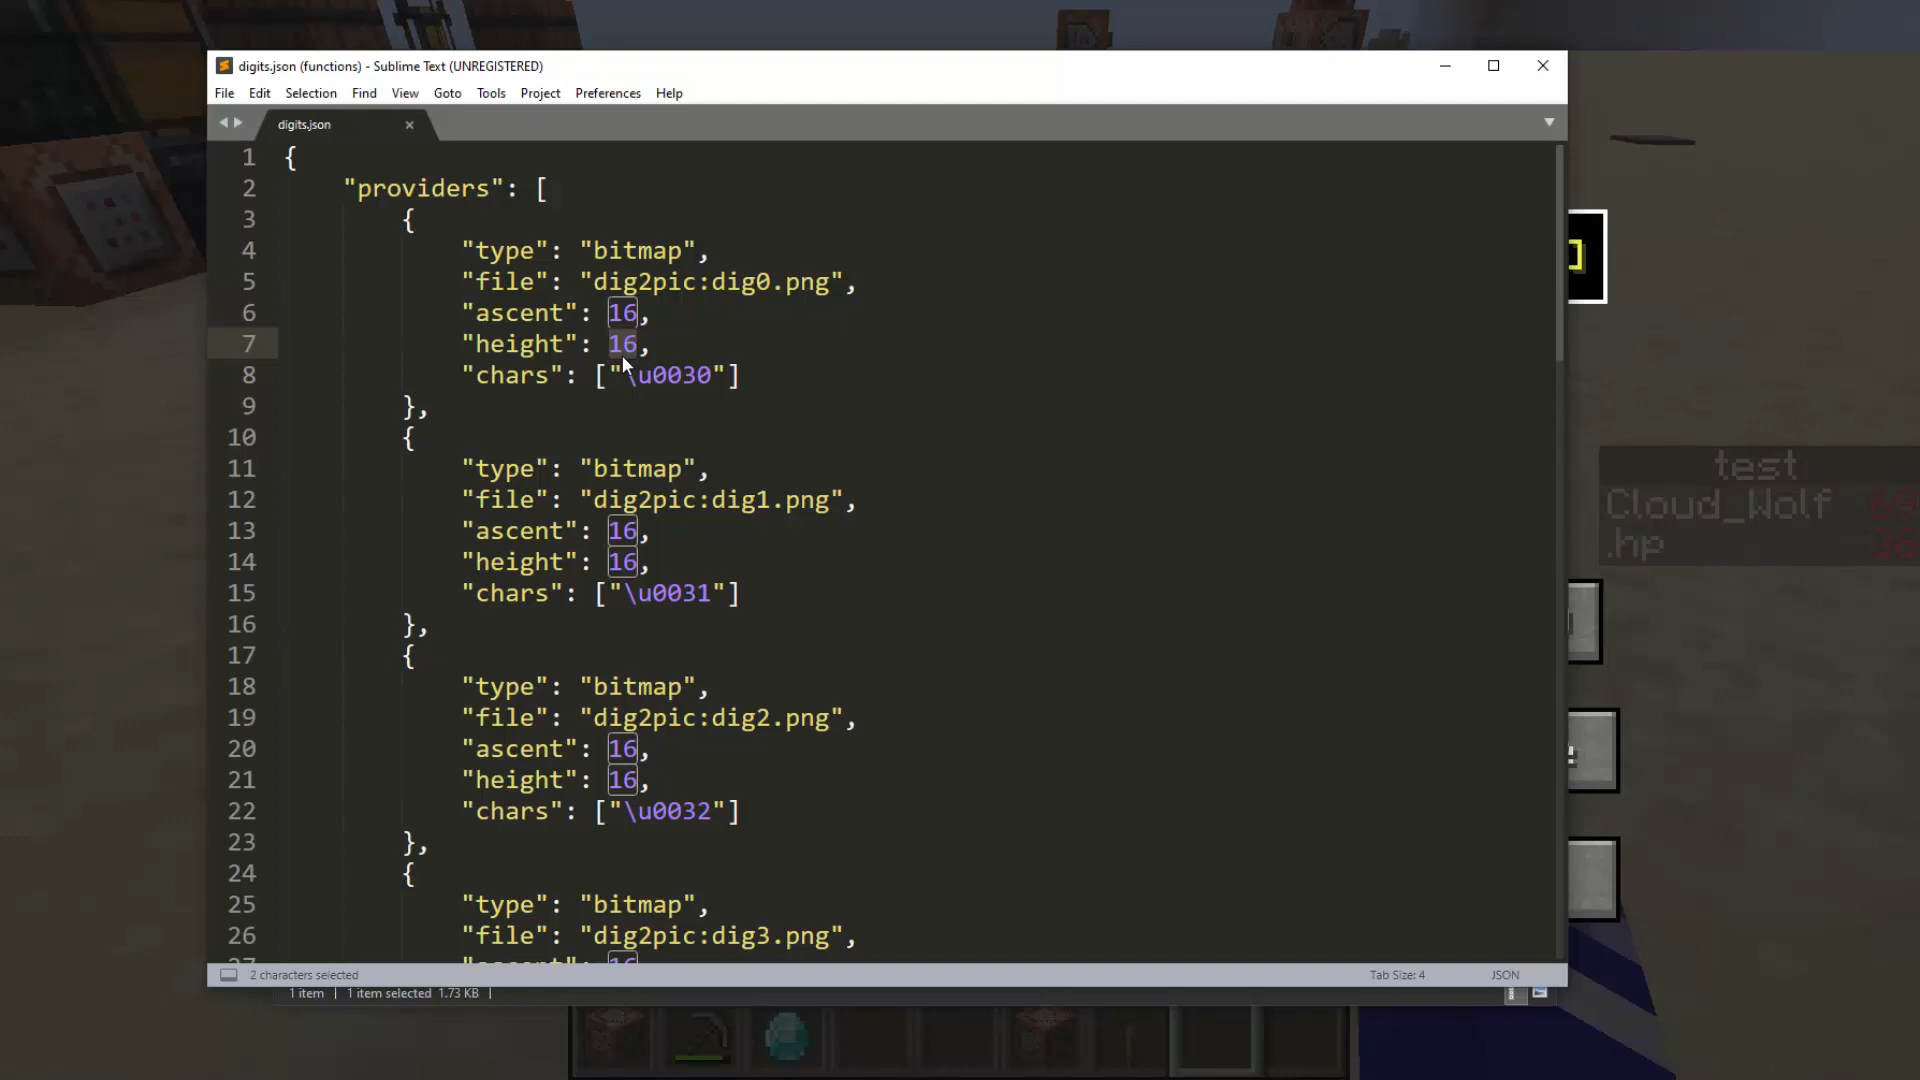 digits.json (functions) - Sublime Text (UNREGISTERED)
File Edit Selection Find View Goto Tools Project Preferences Help
digits.json
1 {
2 "providers": [
3 {
4 "type": "bitmap",
5 "file": "dig2pic:dig0.png",
6 "ascent": 16,
7 "height": 16,
8 "chars": ["\u0030"]
9 },
10 {
11 "type": "bitmap",
12 "file": "dig2pic:dig1.png",
13 "ascent": 16,
14 "height": 16,
15 "chars": ["\u0031"]
16 },
17 {
18 "type": "bitmap",
19 "file": "dig2pic:dig2.png",
20 "ascent": 16,
21 "height": 16,
22 "chars": ["\u0032"]
23 },
24 {
25 "type": "bitmap",
26 "file": "dig2pic:dig3.png",
27 "ascent": 16
test
Cloud_Wolf 69
.hp 36
2 characters selected Tab Size: 4 JSON
1 item | 1 item selected 1.73 KB |